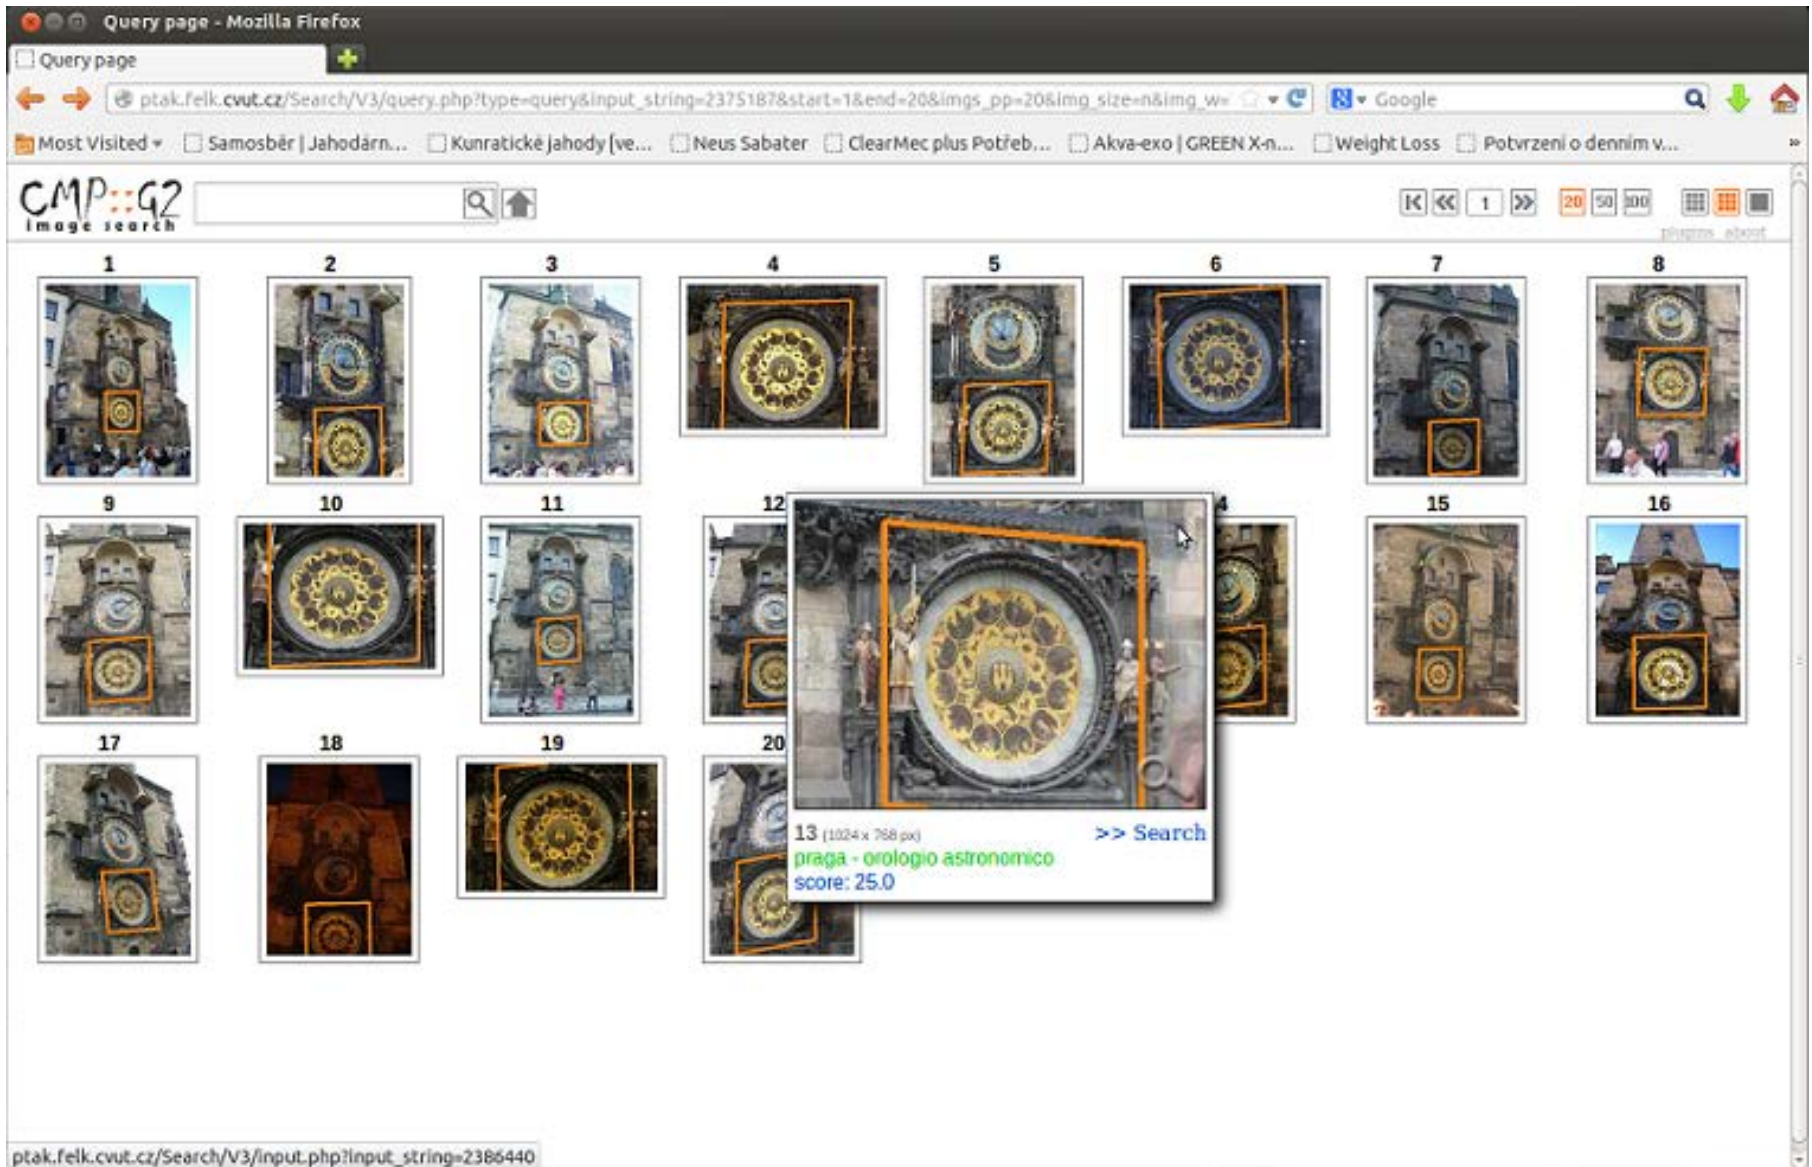 Query page - Mozilla Firefox
Query page
ptak.felk.cvut.cz/Search/V3/query.php?type=query&input_string=2375187&start=1&end=20&imgs_pp=20&img_size=n&img_w=
Google
Most Visited
Samosběr | Jahodárn...
Kunratické jahody [ve...
Neus Sabater
ClearMec plus Potřeb...
Akva-exo | GREEN X-n...
Weight Loss
Potvrzení o denním v...
»
CMP::G2
image search
1
20 50 100
plugins about
1 2 3 4 5 6 7 8
9 10 11 12 4 15 16
17 18 19 20
13 (1024 x 768 px) >> Search
praga - orologio astronomico
score: 25.0
ptak.felk.cvut.cz/Search/V3/input.php?input_string=2386440